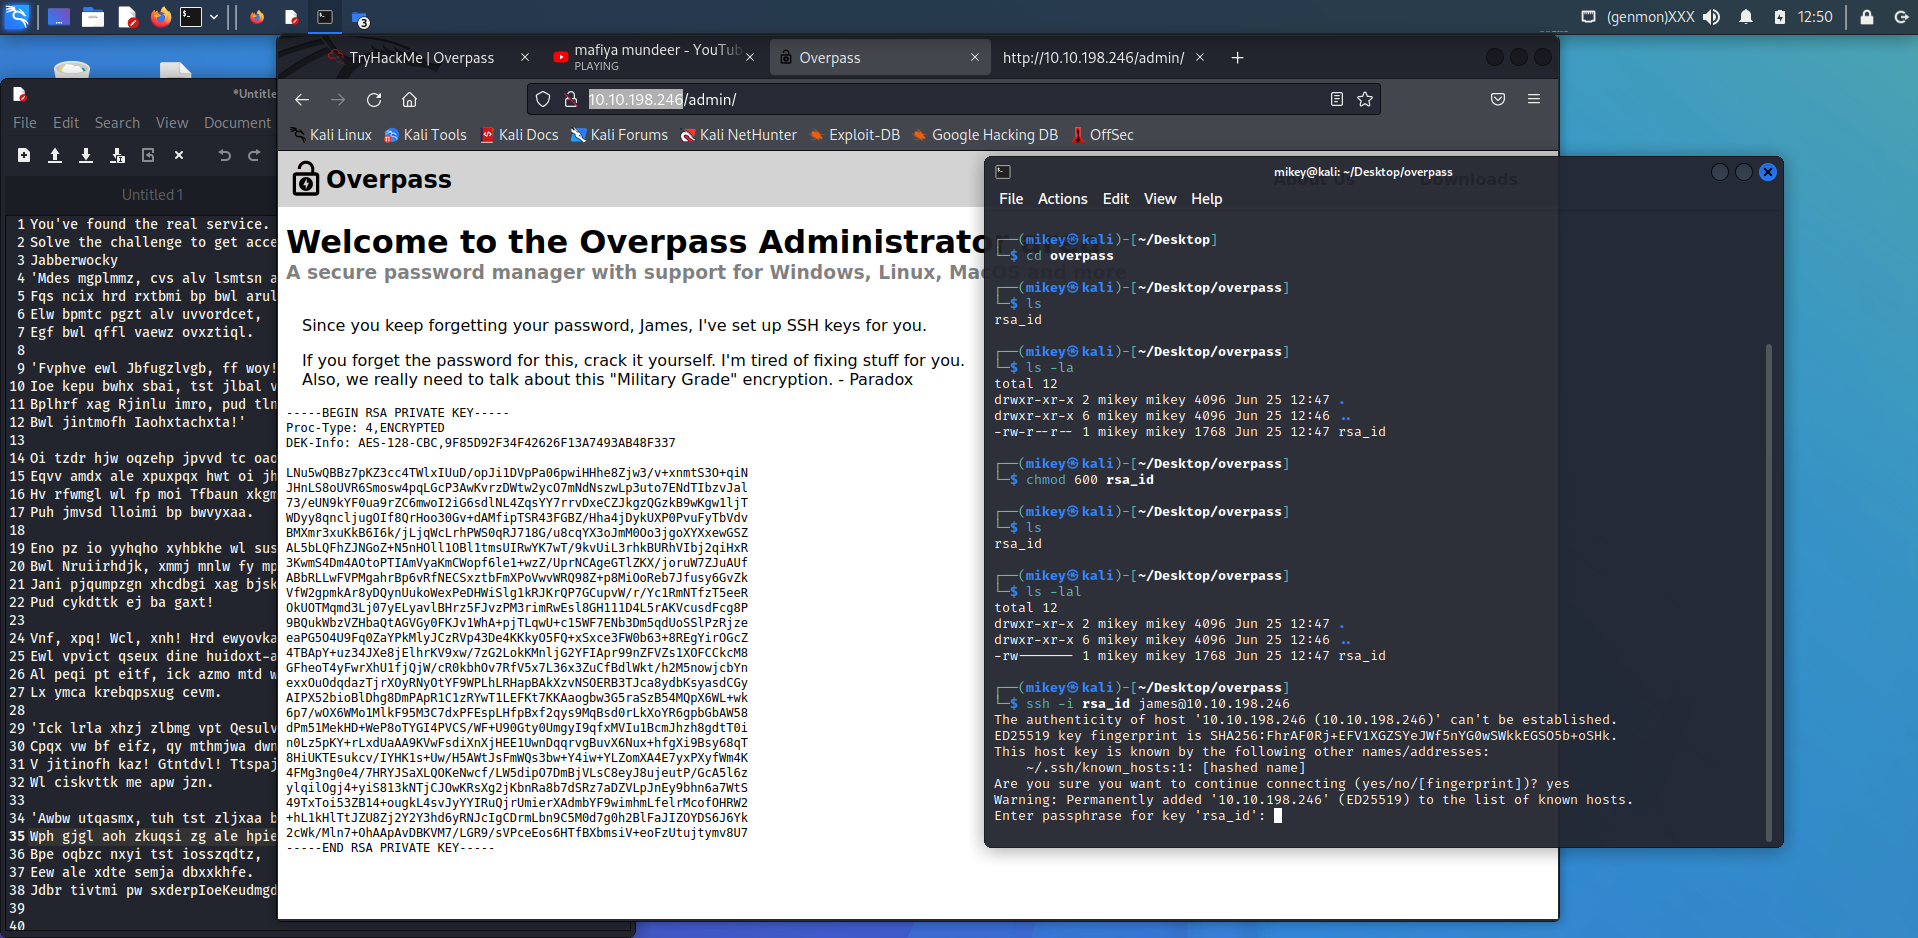 (genmon)XXX
12:50
3
TryHackMe | Overpass
mafiya mundeer - YouTub
PLAYING
Overpass
http://10.10.198.246/admin/
10.10.198.246/admin/
Kali Linux
Kali Tools
Kali Docs
Kali Forums
Kali NetHunter
Exploit-DB
Google Hacking DB
OffSec
*Untitle
File Edit Search View Document
Untitled 1
1 You've found the real service.
2 Solve the challenge to get acce
3 Jabberwocky
4 'Mdes mgplmmz, cvs alv lsmtsn a
5 Fqs ncix hrd rxtbmi bp bwl arul
6 Elw bpmtc pgzt alv uvvordcet,
7 Egf bwl qffl vaewz ovxztiql.
8
9 'Fvphve ewl Jbfugzlvgb, ff woy!
10 Ioe kepu bwhx sbai, tst jlbal v
11 Bplhrf xag Rjinlu imro, pud tln
12 Bwl jintmofh Iaohxtachxta!'
13
14 Oi tzdr hjw oqzehp jpvvd tc oao
15 Eqvv amdx ale xpuxpqx hwt oi jh
16 Hv rfwmgl wl fp moi Tfbaun xkgm
17 Puh jmvsd lloimi bp bwvyxaa.
18
19 Eno pz io yyhqho xyhbkhe wl sus
20 Bwl Nruiirhdjk, xmmj mnlw fy mp
21 Jani pjqumpzgn xhcdbgi xag bjsk
22 Pud cykdttk ej ba gaxt!
23
24 Vnf, xpq! Wcl, xnh! Hrd ewyovka
25 Ewl vpvict qseux dine huidoxt-a
26 Al peqi pt eitf, ick azmo mtd w
27 Lx ymca krebqpsxug cevm.
28
29 'Ick lrla xhzj zlbmg vpt Qesulv
30 Cpqx vw bf eifz, qy mthmjwa dwn
31 V jitinofh kaz! Gtntdvl! Ttspaj
32 Wl ciskvttk me apw jzn.
33
34 'Awbw utqasmx, tuh tst zljxaa b
35 Wph gjgl aoh zkuqsi zg ale hpie
36 Bpe oqbzc nxyi tst iosszqdtz,
37 Eew ale xdte semja dbxxkhfe.
38 Jdbr tivtmi pw sxderpIoeKeudmgd
39
40
Overpass
About Us
Downloads
Welcome to the Overpass Administrator
A secure password manager with support for Windows, Linux, MacOS and more
Since you keep forgetting your password, James, I've set up SSH keys for you.
If you forget the password for this, crack it yourself. I'm tired of fixing stuff for you.
Also, we really need to talk about this "Military Grade" encryption. - Paradox
-----BEGIN RSA PRIVATE KEY-----
Proc-Type: 4,ENCRYPTED
DEK-Info: AES-128-CBC,9F85D92F34F42626F13A7493AB48F337

LNu5wQBBz7pKZ3cc4TWlxIUuD/opJi1DVpPa06pwiHHhe8Zjw3/v+xnmtS3O+qiN
JHnLS8oUVR6Smosw4pqLGcP3AwKvrzDWtw2ycO7mNdNszwLp3uto7ENdTIbzvJal
73/eUN9kYF0ua9rZC6mwoI2iG6sdlNL4ZqsYY7rrvDxeCZJkgzQGzkB9wKgw1ljT
WDyy8qncljugOIf8QrHoo30Gv+dAMfipTSR43FGBZ/Hha4jDykUXP0PvuFyTbVdv
BMXmr3xuKkB6I6k/jLjqWcLrhPWS0qRJ718G/u8cqYX3oJmM0Oo3jgoXYXxewGSZ
AL5bLQFhZJNGoZ+N5nHOll1OBl1tmsUIRwYK7wT/9kvUiL3rhkBURhVIbj2qiHxR
3KwmS4Dm4AOtoPTIAmVyaKmCWopf6le1+wzZ/UprNCAgeGTlZKX/joruW7ZJuAUf
ABbRLLwFVPMgahrBp6vRfNECSxztbFmXPoVwvWRQ98Z+p8MiOoReb7Jfusy6GvZk
VfW2gpmkAr8yDQynUukoWexPeDHWiSlg1kRJKrQP7GCupvW/r/Yc1RmNTfzT5eeR
OkUOTMqmd3Lj07yELyavlBHrz5FJvzPM3rimRwEsl8GH111D4L5rAKVcusdFcg8P
9BQukWbzVZHbaQtAGVGy0FKJv1WhA+pjTLqwU+c15WF7ENb3Dm5qdUoSSlPzRjze
eaPG5O4U9Fq0ZaYPkMlyJCzRVp43De4KKkyO5FQ+xSxce3FW0b63+8REgYirOGcZ
4TBApY+uz34JXe8jElhrKV9xw/7zG2LokKMnljG2YFIApr99nZFVZs1XOFCCkcM8
GFheoT4yFwrXhU1fjQjW/cR0kbhOv7RfV5x7L36x3ZuCfBdlWkt/h2M5nowjcbYn
exxOuOdqdazTjrXOyRNyOtYF9WPLhLRHapBAkXzvNSOERB3TJca8ydbKsyasdCGy
AIPX52bioBlDhg8DmPApR1C1zRYwT1LEFKt7KKAaogbw3G5raSzB54MQpX6WL+wk
6p7/wOX6WMo1MlkF95M3C7dxPFEspLHfpBxf2qys9MqBsd0rLkXoYR6gpbGbAW58
dPm51MekHD+WeP8oTYGI4PVCS/WF+U90Gty0UmgyI9qfxMVIu1BcmJhzh8gdtT0i
n0Lz5pKY+rLxdUaAA9KVwFsdiXnXjHEE1UwnDqqrvgBuvX6Nux+hfgXi9Bsy68qT
8HiUKTEsukcv/IYHK1s+Uw/H5AWtJsFmWQs3bw+Y4iw+YLZomXA4E7yxPXyfWm4K
4FMg3ng0e4/7HRYJSaXLQOKeNwcf/LW5dipO7DmBjVLsC8eyJ8ujeutP/GcA5l6z
ylqilOgj4+yiS813kNTjCJOwKRsXg2jKbnRa8b7dSRz7aDZVLpJnEy9bhn6a7WtS
49TxToi53ZB14+ougkL4svJyYYIRuQjrUmierXAdmbYF9wimhmLfelrMcofOHRW2
+hL1kHlTtJZU8Zj2Y2Y3hd6yRNJcIgCDrmLbn9C5M0d7g0h2BlFaJIZOYDS6J6Yk
2cWk/Mln7+OhAApAvDBKVM7/LGR9/sVPceEos6HTfBXbmsiV+eoFzUtujtymv8U7
-----END RSA PRIVATE KEY-----
mikey@kali: ~/Desktop/overpass
File Actions Edit View Help
┌──(mikey㉿kali)-[~/Desktop]
└─$ cd overpass
┌──(mikey㉿kali)-[~/Desktop/overpass]
└─$ ls
rsa_id
┌──(mikey㉿kali)-[~/Desktop/overpass]
└─$ ls -la
total 12
drwxr-xr-x 2 mikey mikey 4096 Jun 25 12:47 .
drwxr-xr-x 6 mikey mikey 4096 Jun 25 12:46 ..
-rw-r--r-- 1 mikey mikey 1768 Jun 25 12:47 rsa_id
┌──(mikey㉿kali)-[~/Desktop/overpass]
└─$ chmod 600 rsa_id
┌──(mikey㉿kali)-[~/Desktop/overpass]
└─$ ls
rsa_id
┌──(mikey㉿kali)-[~/Desktop/overpass]
└─$ ls -lal
total 12
drwxr-xr-x 2 mikey mikey 4096 Jun 25 12:47 .
drwxr-xr-x 6 mikey mikey 4096 Jun 25 12:46 ..
-rw------- 1 mikey mikey 1768 Jun 25 12:47 rsa_id
┌──(mikey㉿kali)-[~/Desktop/overpass]
└─$ ssh -i rsa_id james@10.10.198.246
The authenticity of host '10.10.198.246 (10.10.198.246)' can't be established.
ED25519 key fingerprint is SHA256:FhrAF0Rj+EFV1XGZSYeJWf5nYG0wSWkkEGSO5b+oSHk.
This host key is known by the following other names/addresses:
~/.ssh/known_hosts:1: [hashed name]
Are you sure you want to continue connecting (yes/no/[fingerprint])? yes
Warning: Permanently added '10.10.198.246' (ED25519) to the list of known hosts.
Enter passphrase for key 'rsa_id':